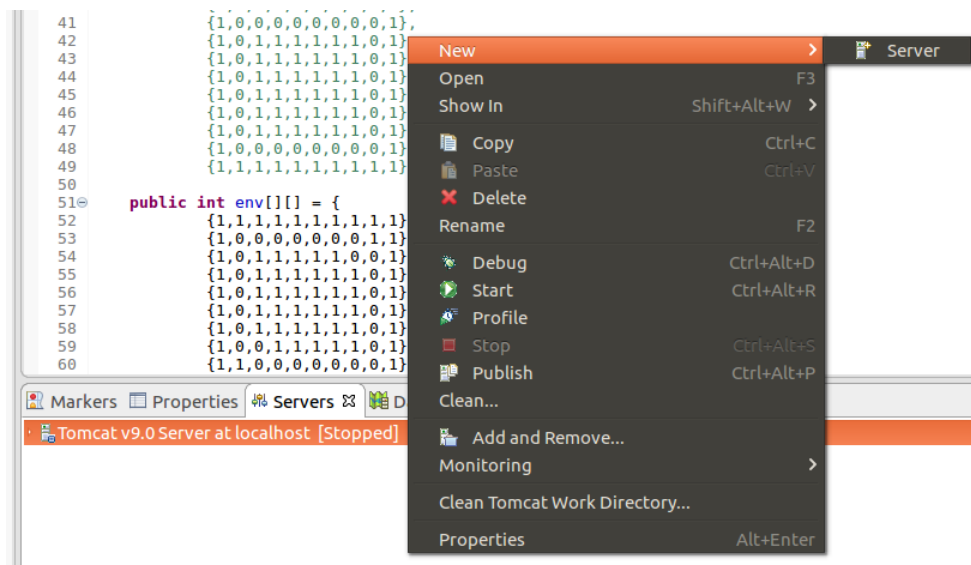 41 {1,0,0,0,0,0,0,0,0,1},
42 {1,0,1,1,1,1,1,1,0,1}
43 {1,0,1,1,1,1,1,1,0,1}
44 {1,0,1,1,1,1,1,1,0,1}
45 {1,0,1,1,1,1,1,1,0,1}
46 {1,0,1,1,1,1,1,1,0,1}
47 {1,0,1,1,1,1,1,1,0,1}
48 {1,0,0,0,0,0,0,0,0,1}
49 {1,1,1,1,1,1,1,1,1,1}
50
51 public int env[][] = {
52 {1,1,1,1,1,1,1,1,1,1}
53 {1,0,0,0,0,0,0,0,1,1}
54 {1,0,1,1,1,1,1,0,0,1}
55 {1,0,1,1,1,1,1,1,0,1}
56 {1,0,1,1,1,1,1,1,0,1}
57 {1,0,1,1,1,1,1,1,0,1}
58 {1,0,1,1,1,1,1,1,0,1}
59 {1,0,0,1,1,1,1,1,0,1}
60 {1,1,0,0,0,0,0,0,0,1}
New
Open F3
Show In Shift+Alt+W
Copy Ctrl+C
Paste Ctrl+V
Delete
Rename F2
Debug Ctrl+Alt+D
Start Ctrl+Alt+R
Profile
Stop Ctrl+Alt+S
Publish Ctrl+Alt+P
Clean...
Add and Remove...
Monitoring
Clean Tomcat Work Directory...
Properties Alt+Enter
Server
Markers Properties Servers D
Tomcat v9.0 Server at localhost [Stopped]